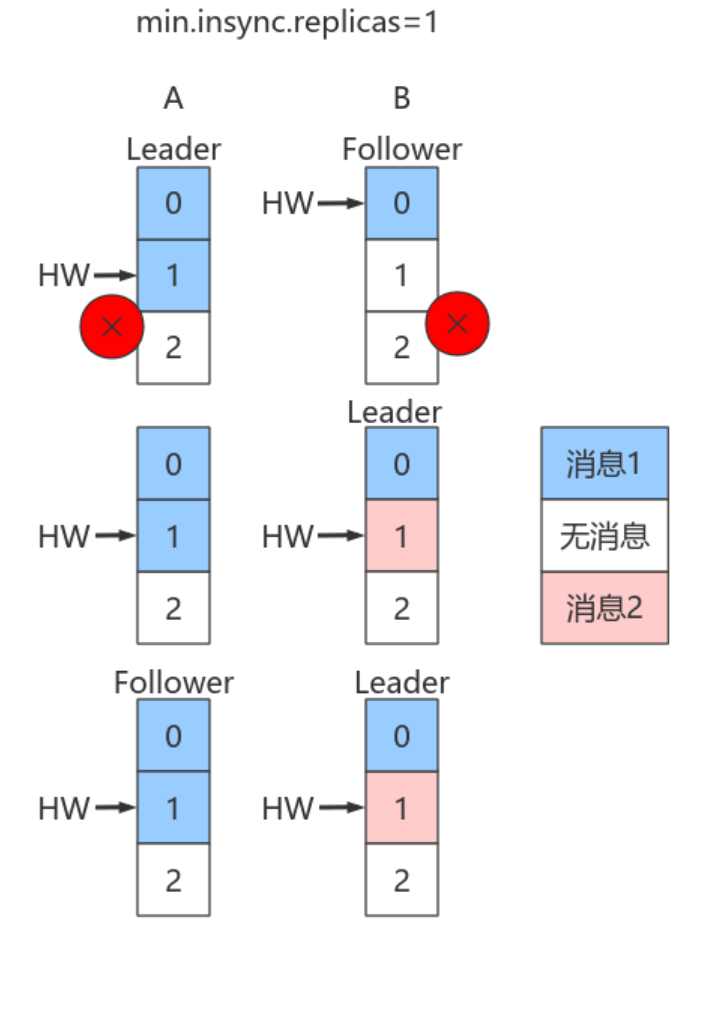 min.insync.replicas=1
A B
Leader Follower
0 HW 0
HW 1 1
2 2
Leader
0 0 消息1
HW 1 HW 1 无消息
2 2 消息2
Follower Leader
0 0
HW 1 HW 1
2 2